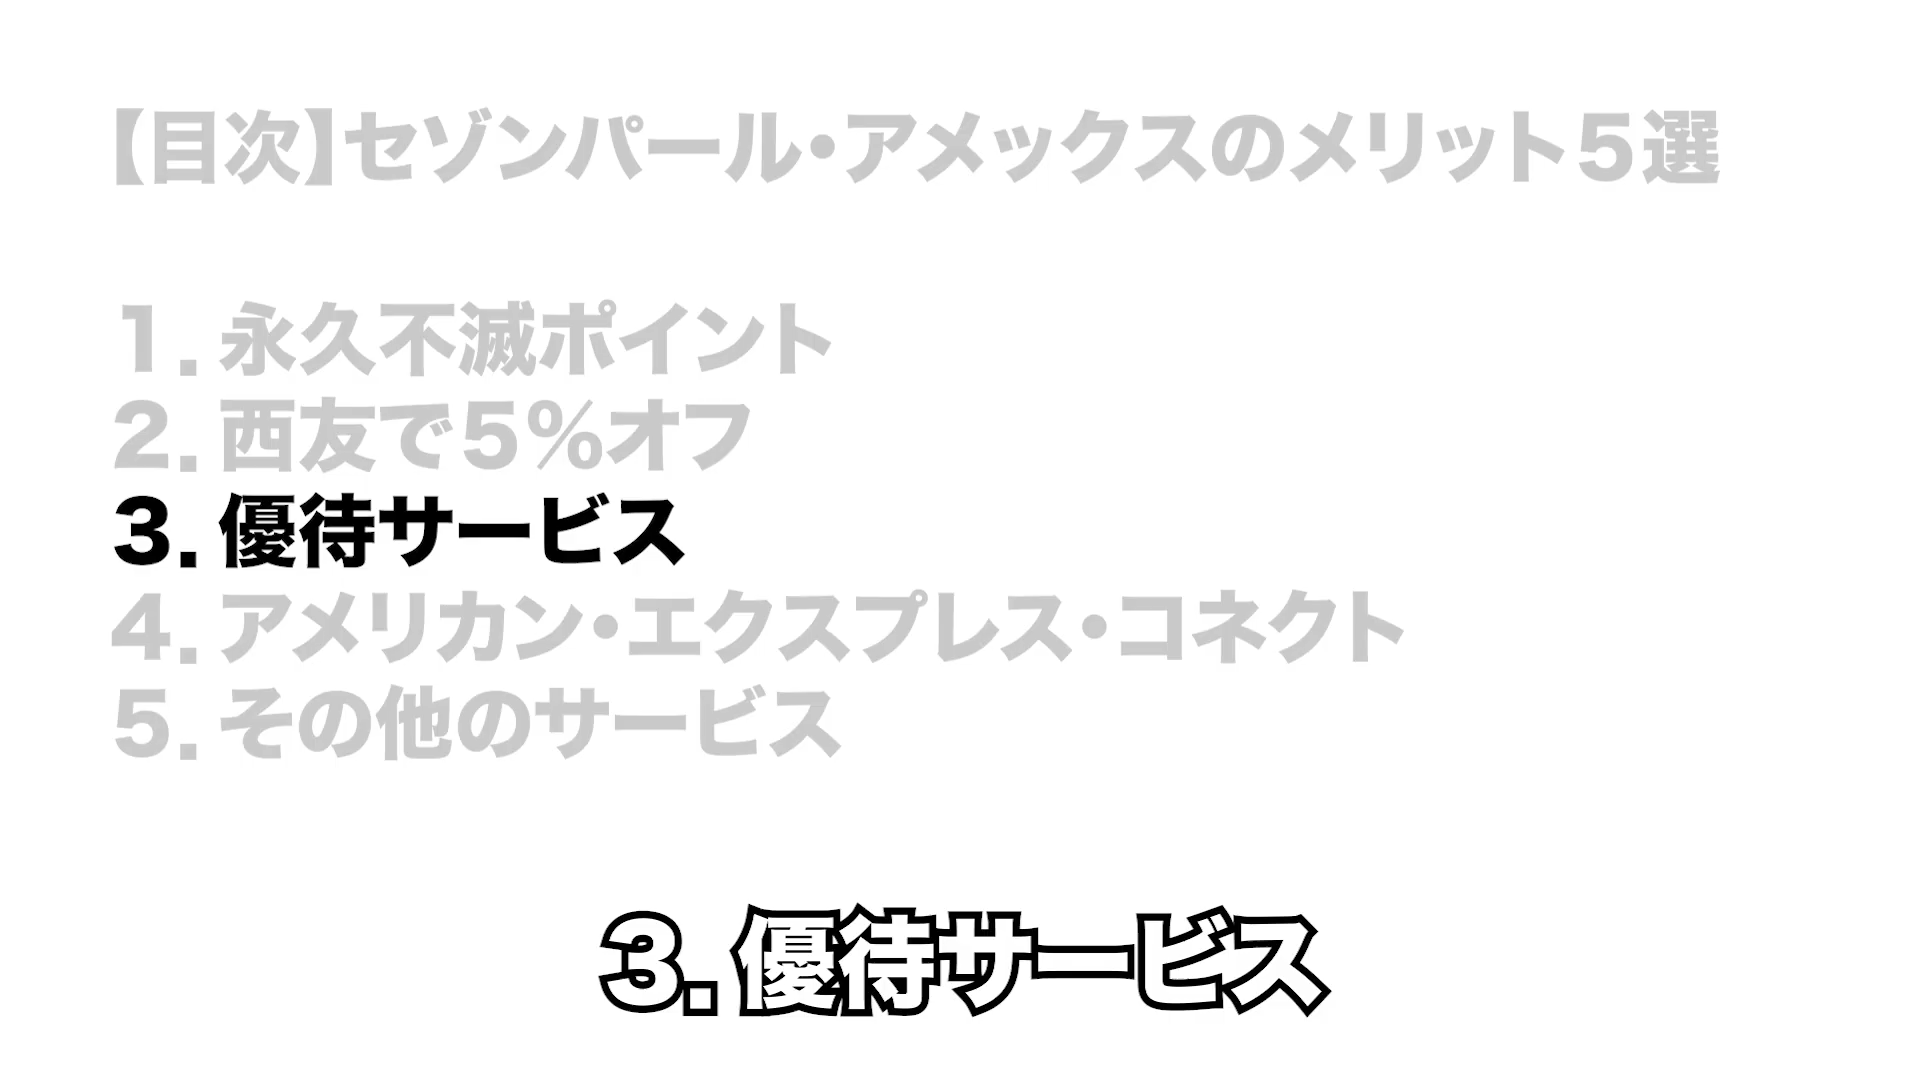 【目次】セゾンパール・アメックスのメリット５選
１．永久不滅ポイント
２．西友で５％オフ
３．優待サービス
４．アメリカン・エクスプレス・コネクト
５．その他のサービス
３．優待サービス